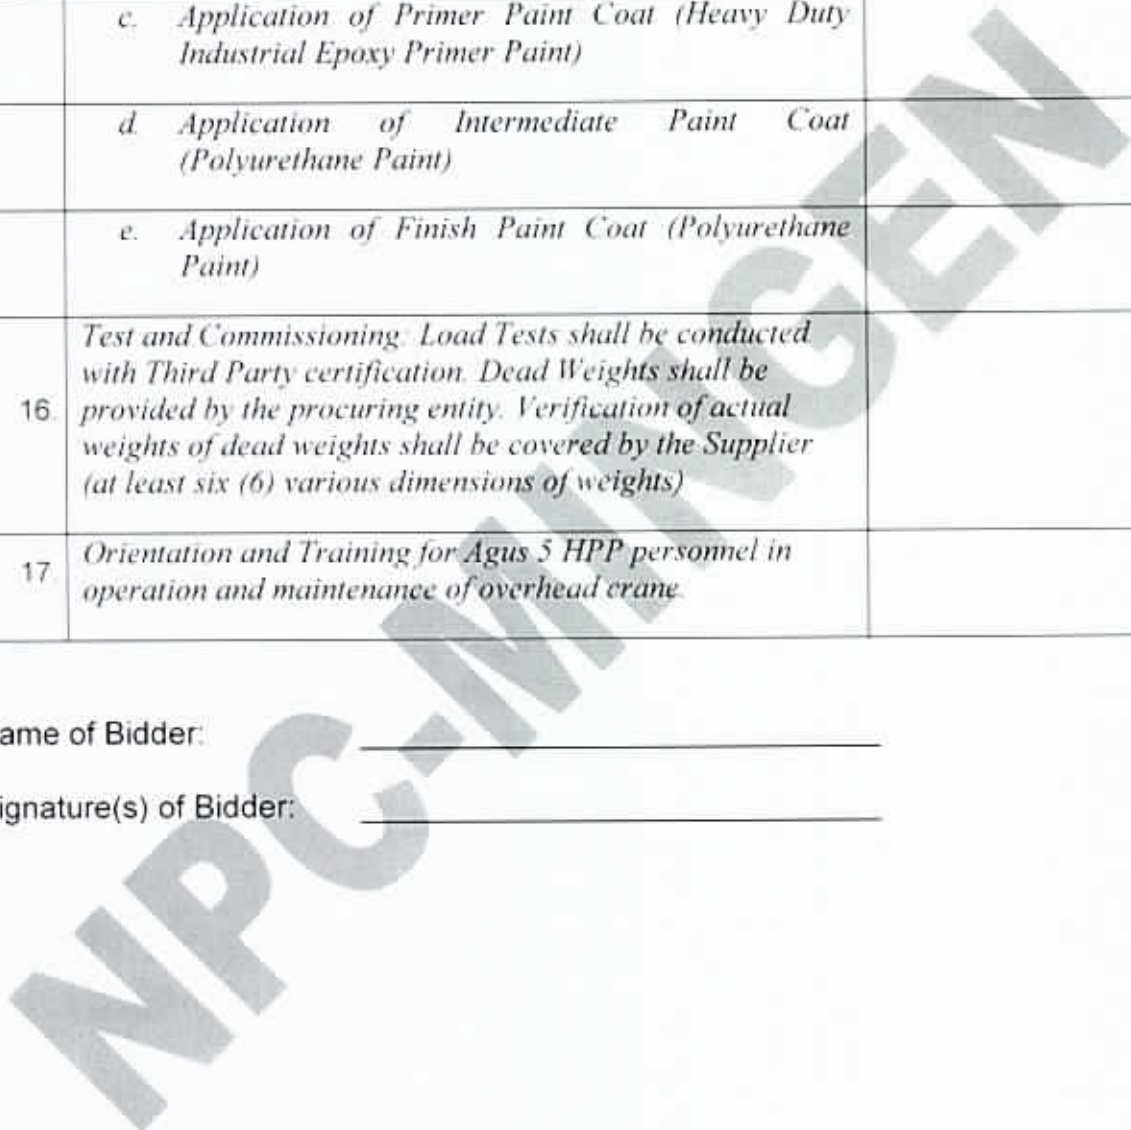 c. Application of Primer Paint Coat (Heavy Duty
Industrial Epoxy Primer Paint)
d. Application of Intermediate Paint Coat
(Polyurethane Paint)
e. Application of Finish Paint Coat (Polyurethane
Paint)
16. Test and Commissioning: Load Tests shall be conducted
with Third Party certification. Dead Weights shall be
provided by the procuring entity. Verification of actual
weights of dead weights shall be covered by the Supplier
(at least six (6) various dimensions of weights)
17. Orientation and Training for Agus 5 HPP personnel in
operation and maintenance of overhead crane.
ame of Bidder:
ignature(s) of Bidder:
NPC-MINGEN